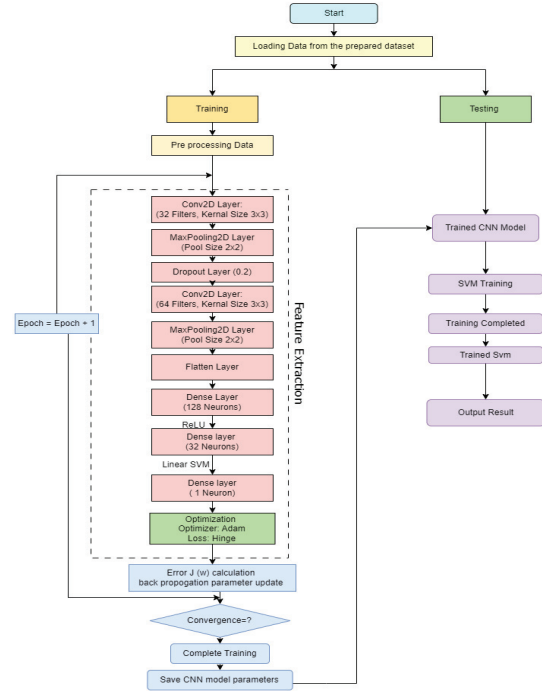 Start
Loading Data from the prepared dataset
Training
Testing
Pre processing Data
Conv2D Layer:
(32 Filters, Kernal Size 3x3)
MaxPooling2D Layer
(Pool Size 2x2)
Dropout Layer (0.2)
Conv2D Layer:
(64 Filters, Kernal Size 3x3)
MaxPooling2D Layer
(Pool Size 2x2)
Flatten Layer
Dense Layer
(128 Neurons)
ReLU
Dense layer
(32 Neurons)
Linear SVM
Dense layer
( 1 Neuron)
Optimization
Optimizer: Adam
Loss: Hinge
Feature Extraction
Epoch = Epoch + 1
Error J (w) calculation
back propogation parameter update
Convergence=?
Complete Training
Save CNN model parameters
Trained CNN Model
SVM Training
Training Completed
Trained Svm
Output Result